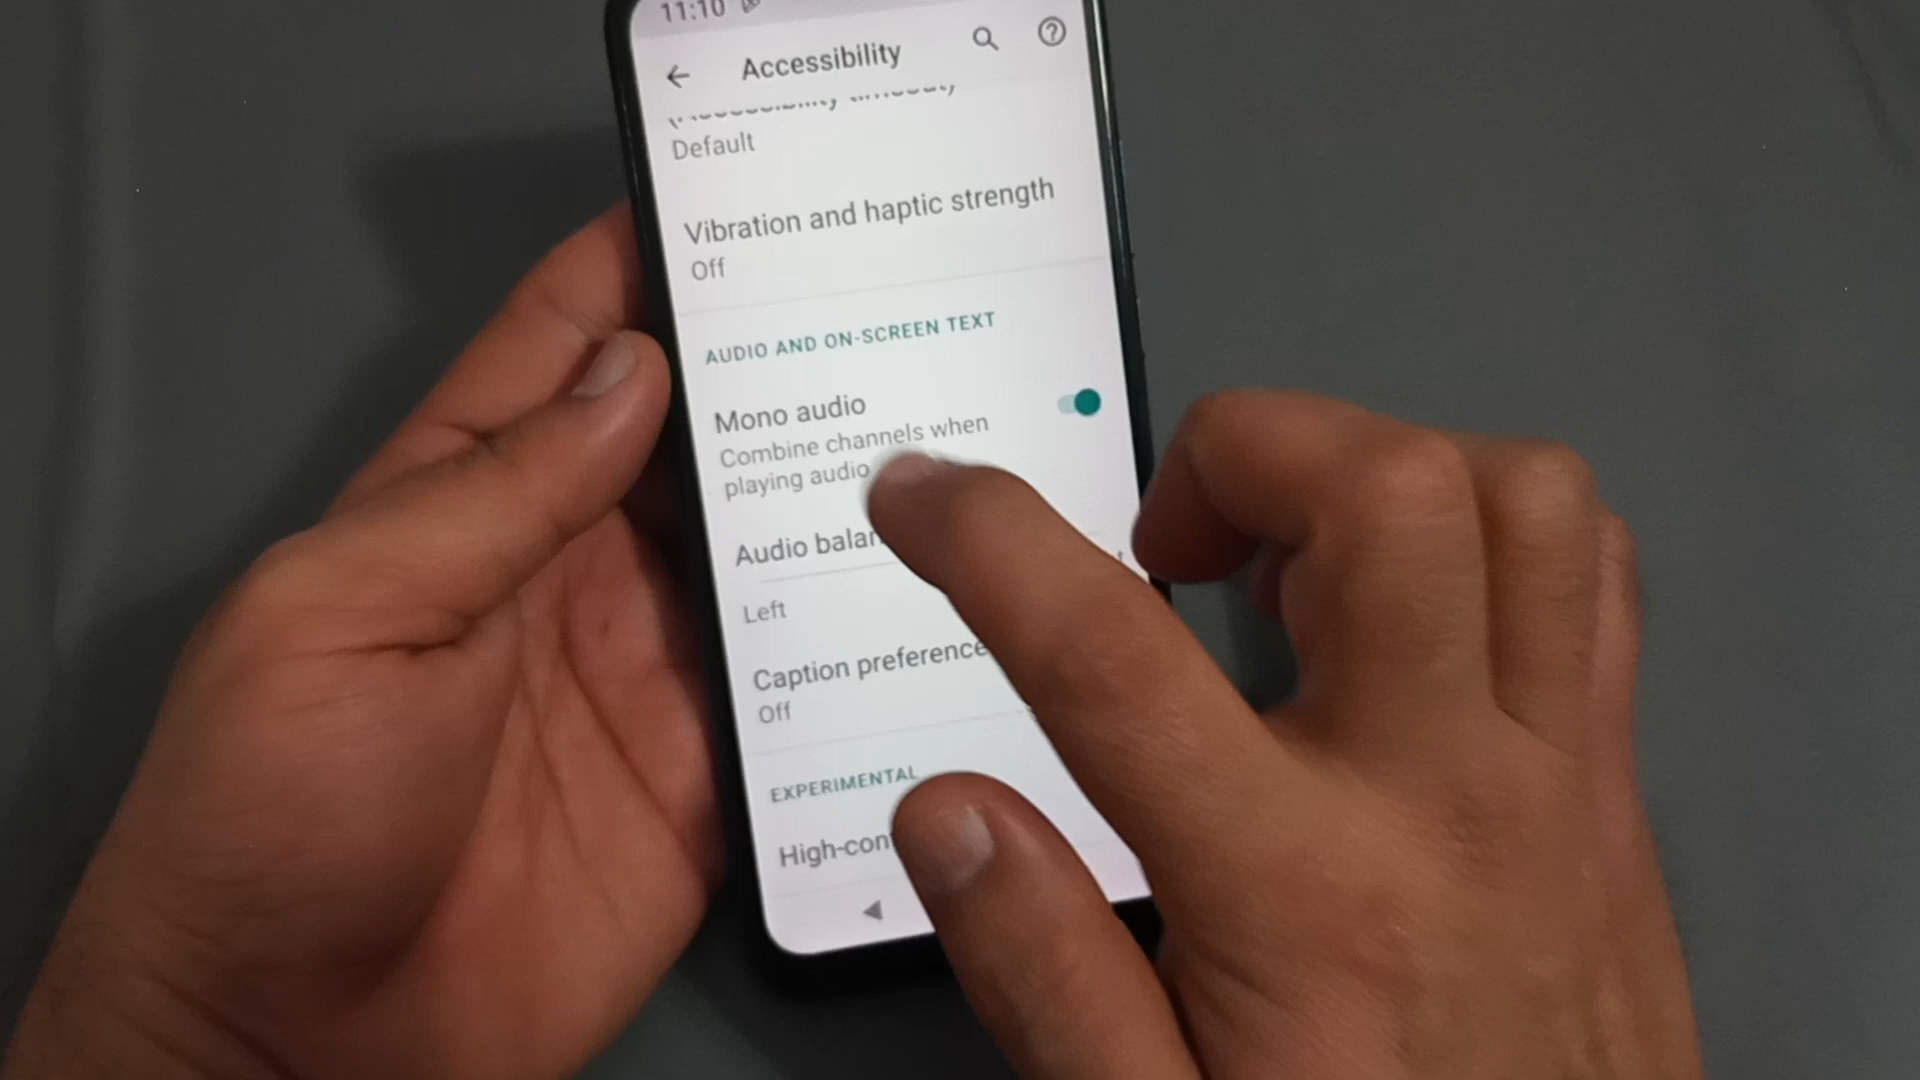 11:10
Accessibility
Default
Vibration and haptic strength
Off
AUDIO AND ON-SCREEN TEXT
Mono audio
Combine channels when
playing audio
Audio balan
Left
Caption preference
Off
EXPERIMENTAL
High-con